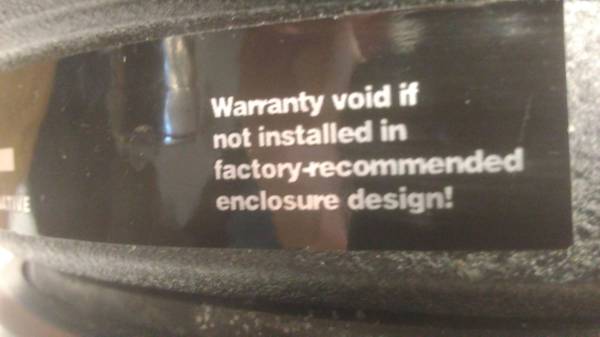 Warranty void if
not installed in
factory-recommended
enclosure design!